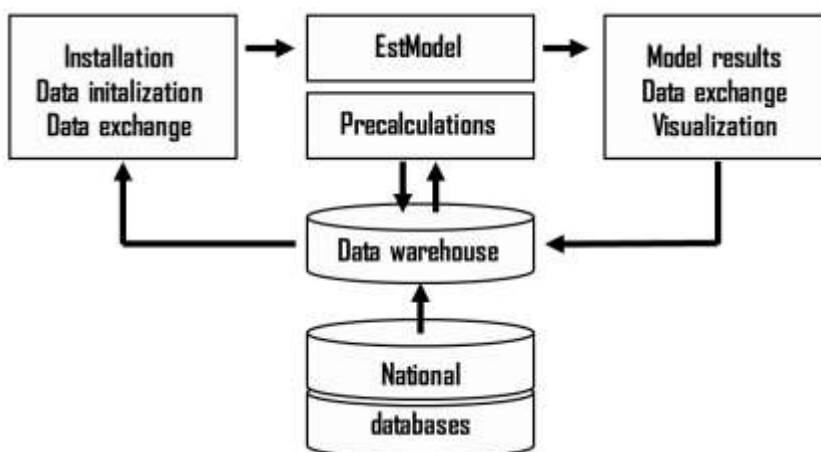 Installation
Data initalization
Data exchange
EstModel
Precalculations
Model results
Data exchange
Visualization
Data warehouse
National
databases